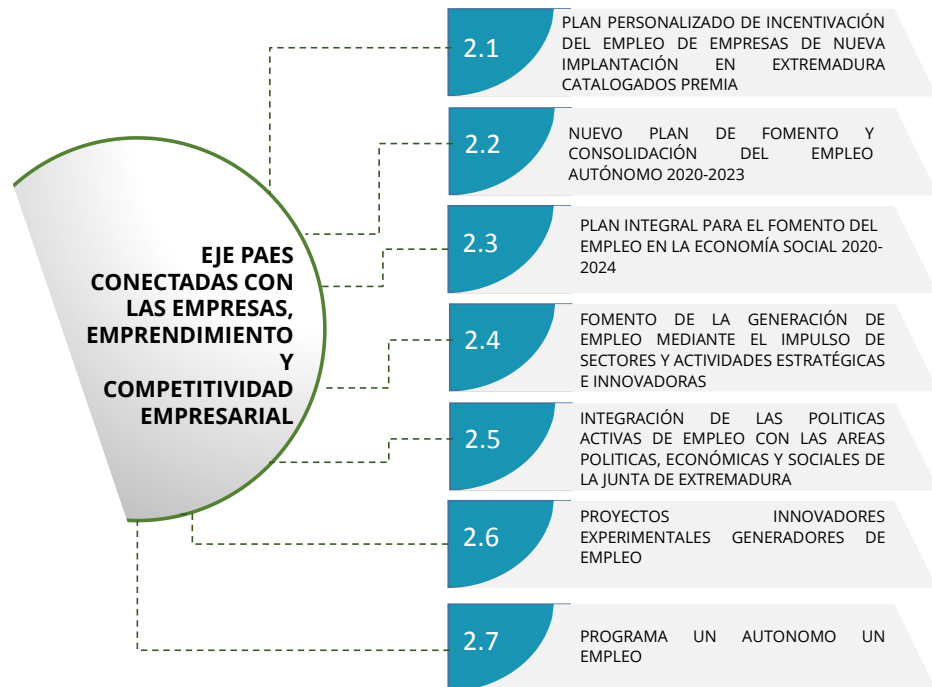 EJE PAES
CONECTADAS CON
LAS EMPRESAS,
EMPRENDIMIENTO
Y
COMPETITIVIDAD
EMPRESARIAL
2.1
PLAN PERSONALIZADO DE INCENTIVACIÓN
DEL EMPLEO DE EMPRESAS DE NUEVA
IMPLANTACIÓN EN EXTREMADURA
CATALOGADOS PREMIA
2.2
NUEVO PLAN DE FOMENTO Y
CONSOLIDACIÓN DEL EMPLEO
AUTÓNOMO 2020-2023
2.3
PLAN INTEGRAL PARA EL FOMENTO DEL
EMPLEO EN LA ECONOMÍA SOCIAL 2020-
2024
2.4
FOMENTO DE LA GENERACIÓN DE
EMPLEO MEDIANTE EL IMPULSO DE
SECTORES Y ACTIVIDADES ESTRATÉGICAS
E INNOVADORAS
2.5
INTEGRACIÓN DE LAS POLITICAS
ACTIVAS DE EMPLEO CON LAS AREAS
POLITICAS, ECONÓMICAS Y SOCIALES DE
LA JUNTA DE EXTREMADURA
2.6
PROYECTOS INNOVADORES
EXPERIMENTALES GENERADORES DE
EMPLEO
2.7
PROGRAMA UN AUTONOMO UN
EMPLEO